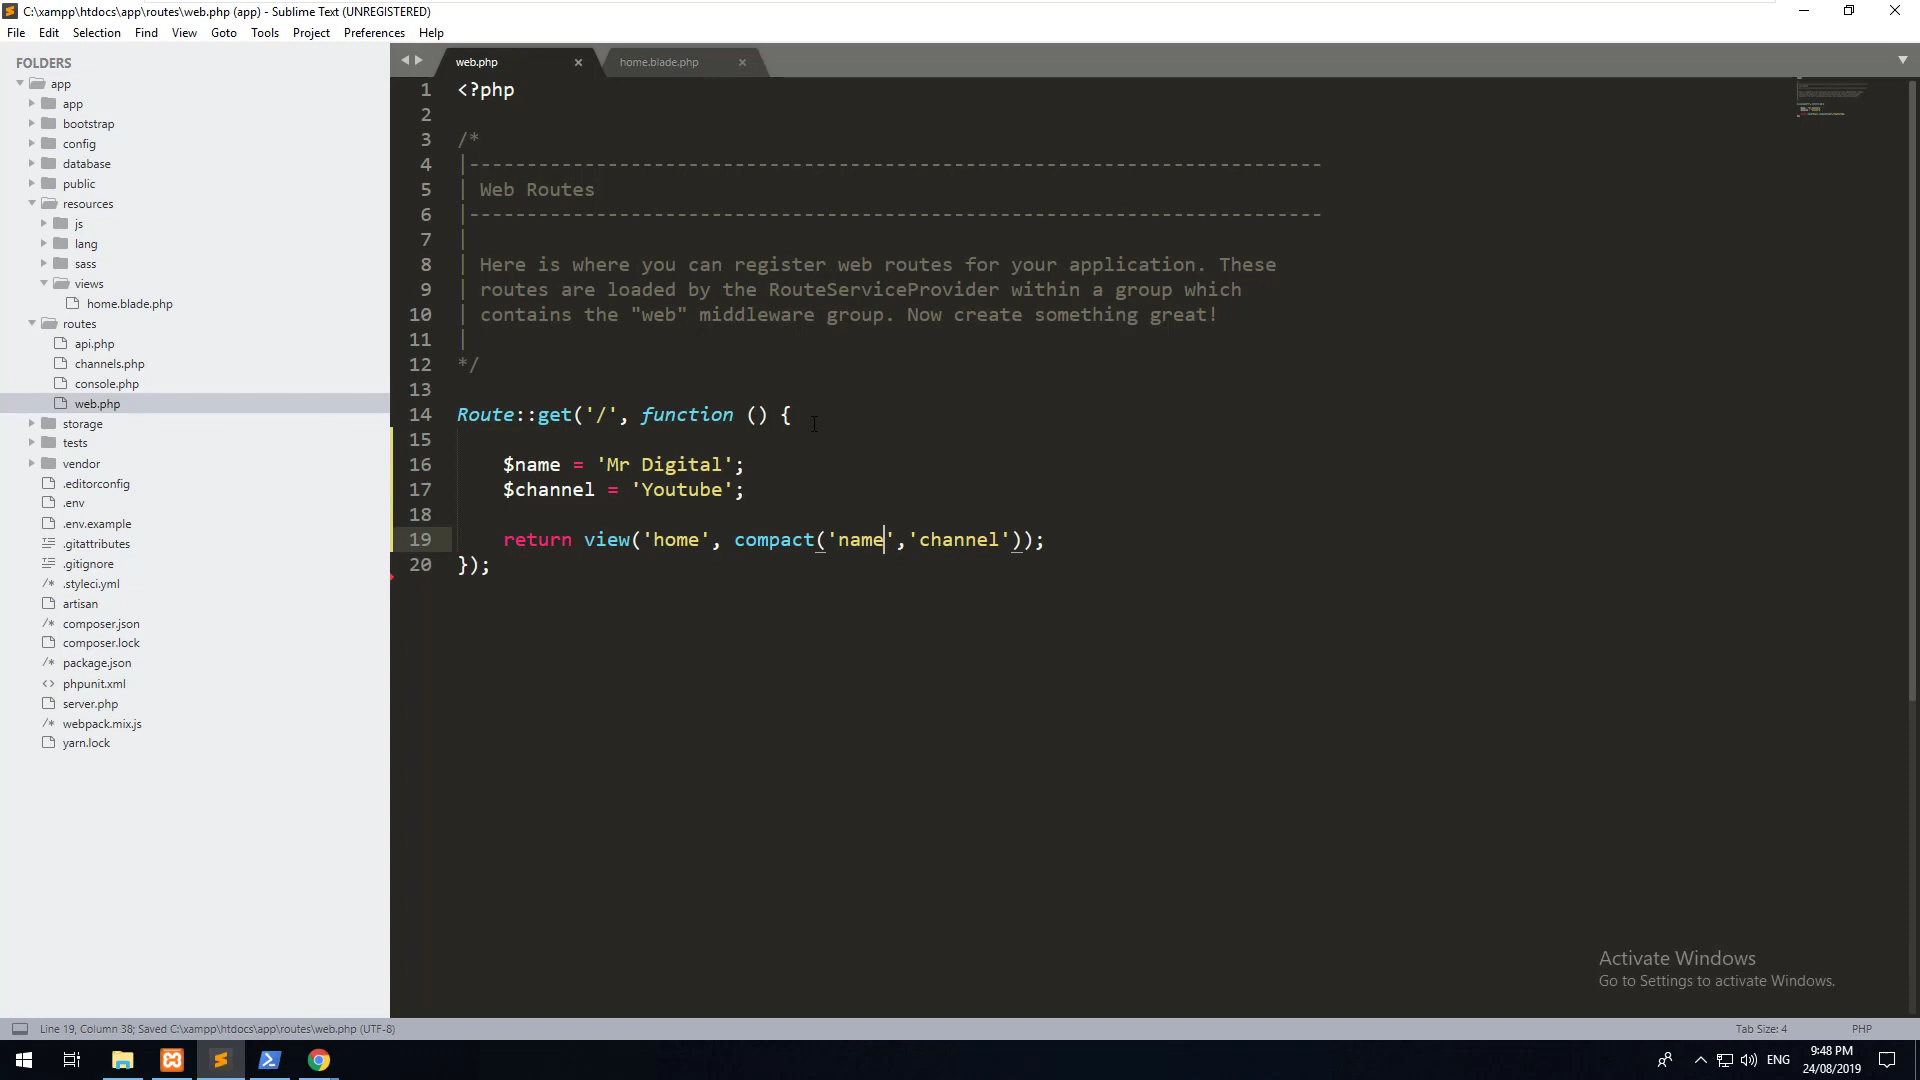 C:\xampp\htdocs\app\routes\web.php (app) - Sublime Text (UNREGISTERED)
File Edit Selection Find View Goto Tools Project Preferences Help
FOLDERS
app
app
bootstrap
config
database
public
resources
js
lang
sass
views
home.blade.php
routes
api.php
channels.php
console.php
web.php
storage
tests
vendor
.editorconfig
.env
.env.example
.gitattributes
.gitignore
/* .styleci.yml
artisan
/* composer.json
composer.lock
/* package.json
<> phpunit.xml
server.php
/* webpack.mix.js
yarn.lock
web.php × home.blade.php ×
1 <?php
2
3 /*
4 |--------------------------------------------------------------------------
5 | Web Routes
6 |--------------------------------------------------------------------------
7 |
8 | Here is where you can register web routes for your application. These
9 | routes are loaded by the RouteServiceProvider within a group which
10 | contains the "web" middleware group. Now create something great!
11 |
12 */
13
14 Route::get('/', function () {
15
16 $name = 'Mr Digital';
17 $channel = 'Youtube';
18
19 return view('home', compact('name','channel'));
20 });
Activate Windows
Go to Settings to activate Windows.
Line 19, Column 38; Saved C:\xampp\htdocs\app\routes\web.php (UTF-8) Tab Size: 4 PHP
ENG
9:48 PM
24/08/2019